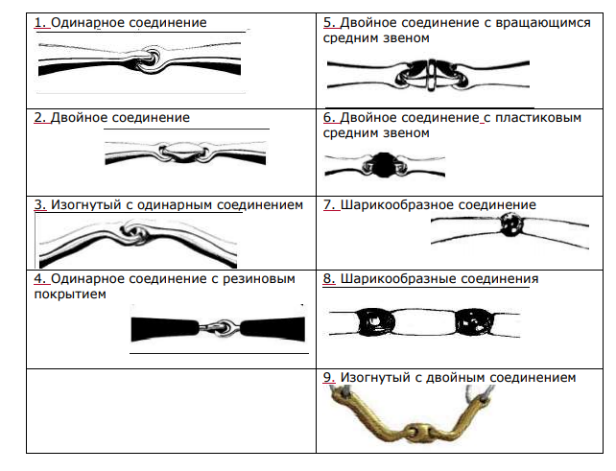 1. Одинарное соединение
2. Двойное соединение
3. Изогнутый с одинарным соединением
4. Одинарное соединение с резиновым
покрытием
5. Двойное соединение с вращающимся
средним звеном
6. Двойное соединение с пластиковым
средним звеном
7. Шарикообразное соединение
8. Шарикообразные соединения
9. Изогнутый с двойным соединением